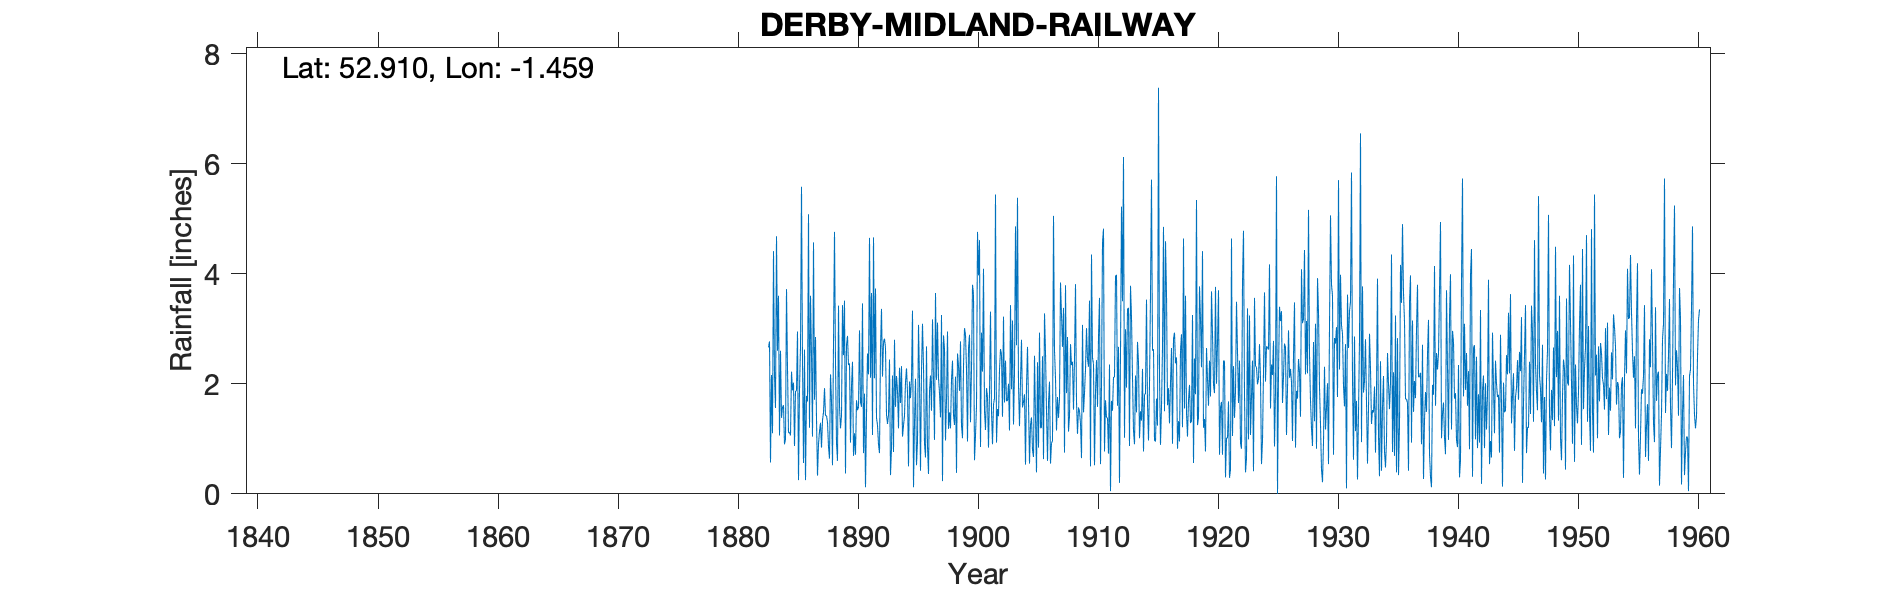 DERBY-MIDLAND-RAILWAY
Lat: 52.910, Lon: -1.459
8
6
4
2
0
Rainfall [inches]
1840 1850 1860 1870 1880 1890 1900 1910 1920 1930 1940 1950 1960
Year